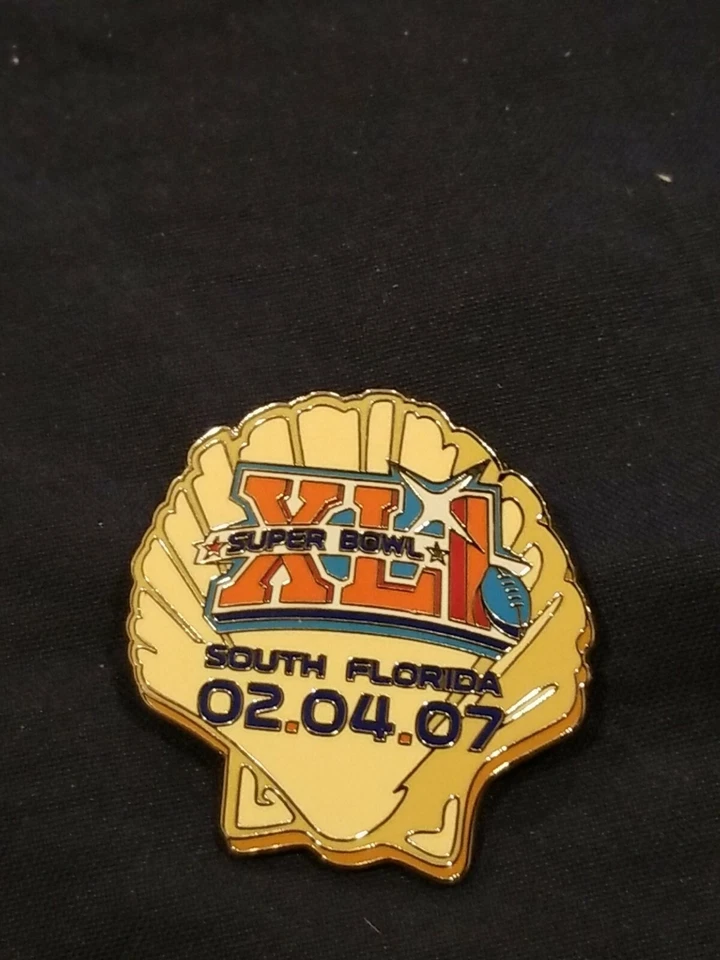 XLI
SUPER BOWL
SOUTH FLORIDA
02.04.07